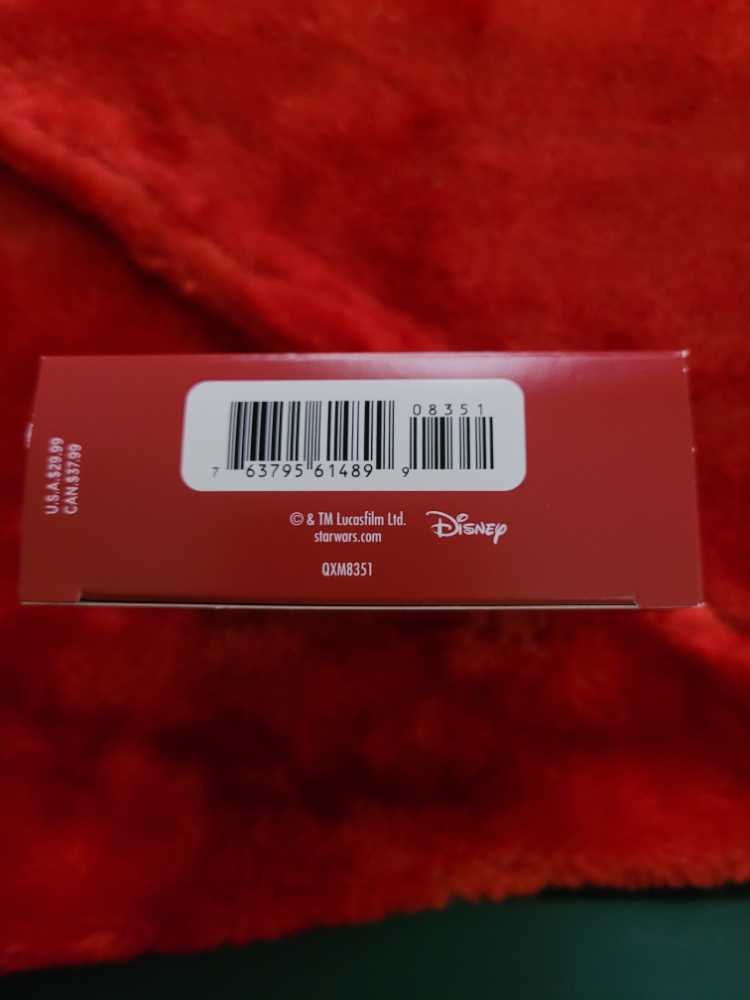 U.S.A.$29.99
CAN.$37.99
08351
7 63795 61489 9
© & TM Lucasfilm Ltd.
starwars.com
Disney
QXM8351